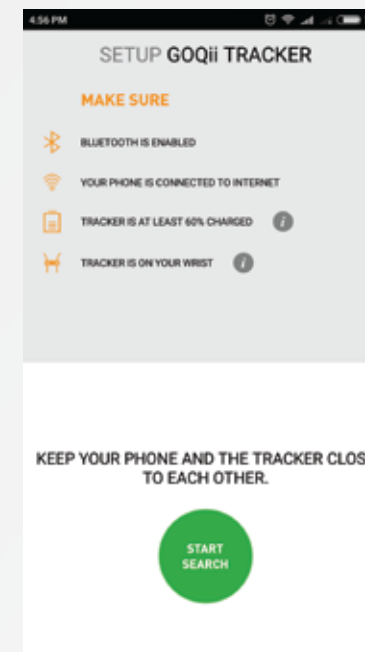 4:56 PM
SETUP GOQii TRACKER
MAKE SURE
BLUETOOTH IS ENABLED
YOUR PHONE IS CONNECTED TO INTERNET
TRACKER IS AT LEAST 60% CHARGED i
TRACKER IS ON YOUR WRIST i
KEEP YOUR PHONE AND THE TRACKER CLOS
TO EACH OTHER.
START
SEARCH